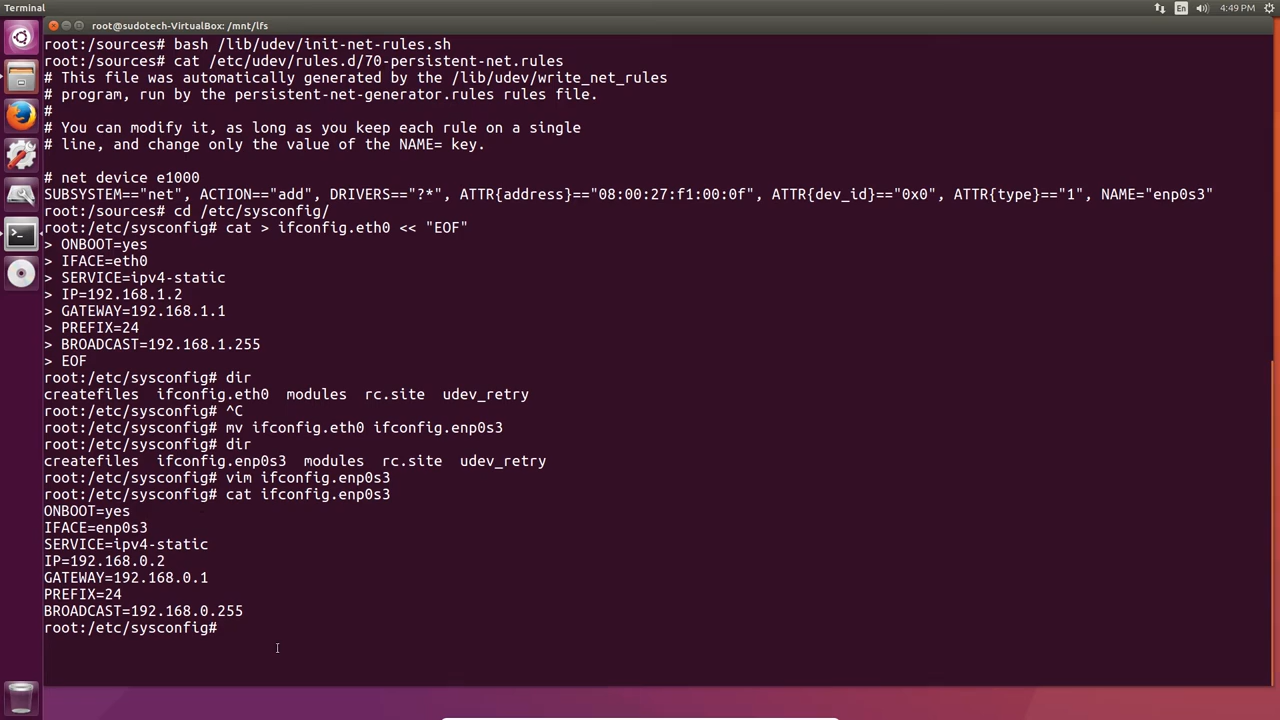 Terminal
En
4:49 PM
root@sudotech-VirtualBox: /mnt/lfs
root:/sources# bash /lib/udev/init-net-rules.sh
root:/sources# cat /etc/udev/rules.d/70-persistent-net.rules
# This file was automatically generated by the /lib/udev/write_net_rules
# program, run by the persistent-net-generator.rules rules file.
#
# You can modify it, as long as you keep each rule on a single
# line, and change only the value of the NAME= key.
# net device e1000
SUBSYSTEM=="net", ACTION=="add", DRIVERS=="?*", ATTR{address}=="08:00:27:f1:00:0f", ATTR{dev_id}=="0x0", ATTR{type}=="1", NAME="enp0s3"
root:/sources# cd /etc/sysconfig/
root:/etc/sysconfig# cat > ifconfig.eth0 << "EOF"
> ONBOOT=yes
> IFACE=eth0
> SERVICE=ipv4-static
> IP=192.168.1.2
> GATEWAY=192.168.1.1
> PREFIX=24
> BROADCAST=192.168.1.255
> EOF
root:/etc/sysconfig# dir
createfiles  ifconfig.eth0  modules  rc.site  udev_retry
root:/etc/sysconfig# ^C
root:/etc/sysconfig# mv ifconfig.eth0 ifconfig.enp0s3
root:/etc/sysconfig# dir
createfiles  ifconfig.enp0s3  modules  rc.site  udev_retry
root:/etc/sysconfig# vim ifconfig.enp0s3
root:/etc/sysconfig# cat ifconfig.enp0s3
ONBOOT=yes
IFACE=enp0s3
SERVICE=ipv4-static
IP=192.168.0.2
GATEWAY=192.168.0.1
PREFIX=24
BROADCAST=192.168.0.255
root:/etc/sysconfig#